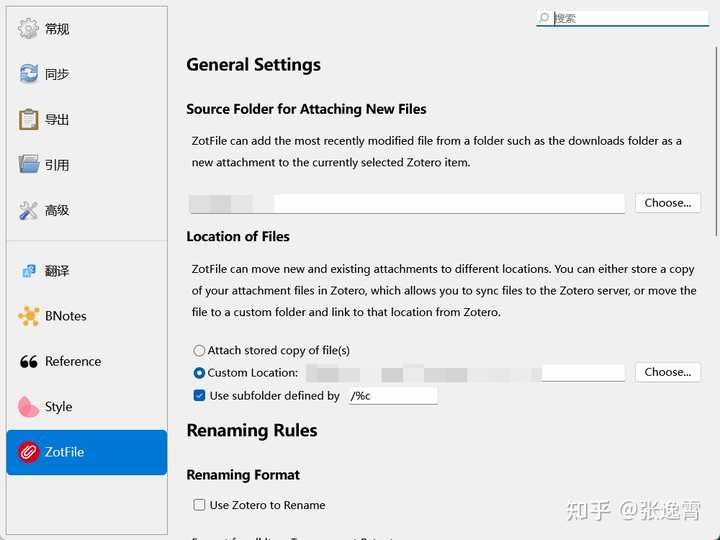 常规
同步
导出
引用
高级
翻译
BNotes
Reference
Style
ZotFile
搜索
General Settings
Source Folder for Attaching New Files
ZotFile can add the most recently modified file from a folder such as the downloads folder as a
new attachment to the currently selected Zotero item.
Choose...
Location of Files
ZotFile can move new and existing attachments to different locations. You can either store a copy
of your attachment files in Zotero, which allows you to sync files to the Zotero server, or move the
file to a custom folder and link to that location from Zotero.
Attach stored copy of file(s)
Custom Location:
Choose...
Use subfolder defined by /%c
Renaming Rules
Renaming Format
Use Zotero to Rename
知乎 @张逸霄